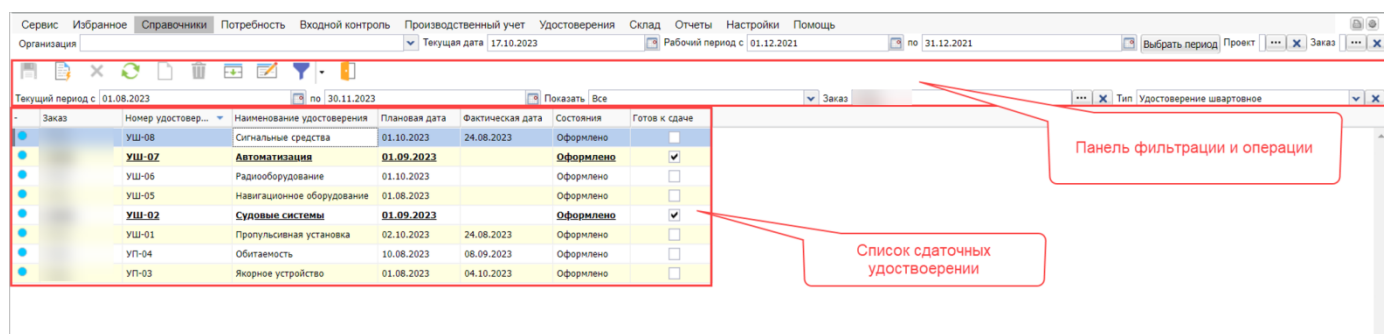 Сервис Избранное Справочники Потребность Входной контроль Производственный учет Удостоверения Склад Отчеты Настройки Помощь
Организация Текущая дата 17.10.2023 Рабочий период с 01.12.2021 по 31.12.2021 Выбрать период Проект ... X Заказ ... X
Текущий период с 01.08.2023 по 30.11.2023 Показать Все Заказ ... X Тип Удостоверение швартовное X
- Заказ Номер удостовер... Наименование удостоверения Плановая дата Фактическая дата Состояния Готов к сдаче
УШ-08 Сигнальные средства 01.10.2023 24.08.2023 Оформлено
УШ-07 Автоматизация 01.09.2023 Оформлено
УШ-06 Радиооборудование 01.10.2023 Оформлено
УШ-05 Навигационное оборудование 01.08.2023 Оформлено
УШ-02 Судовые системы 01.09.2023 Оформлено
УШ-01 Пропульсивная установка 02.10.2023 24.08.2023 Оформлено
УП-04 Обитаемость 10.08.2023 08.09.2023 Оформлено
УП-03 Якорное устройство 01.08.2023 04.10.2023 Оформлено
Панель фильтрации и операции
Список сдаточных
удоствоерении